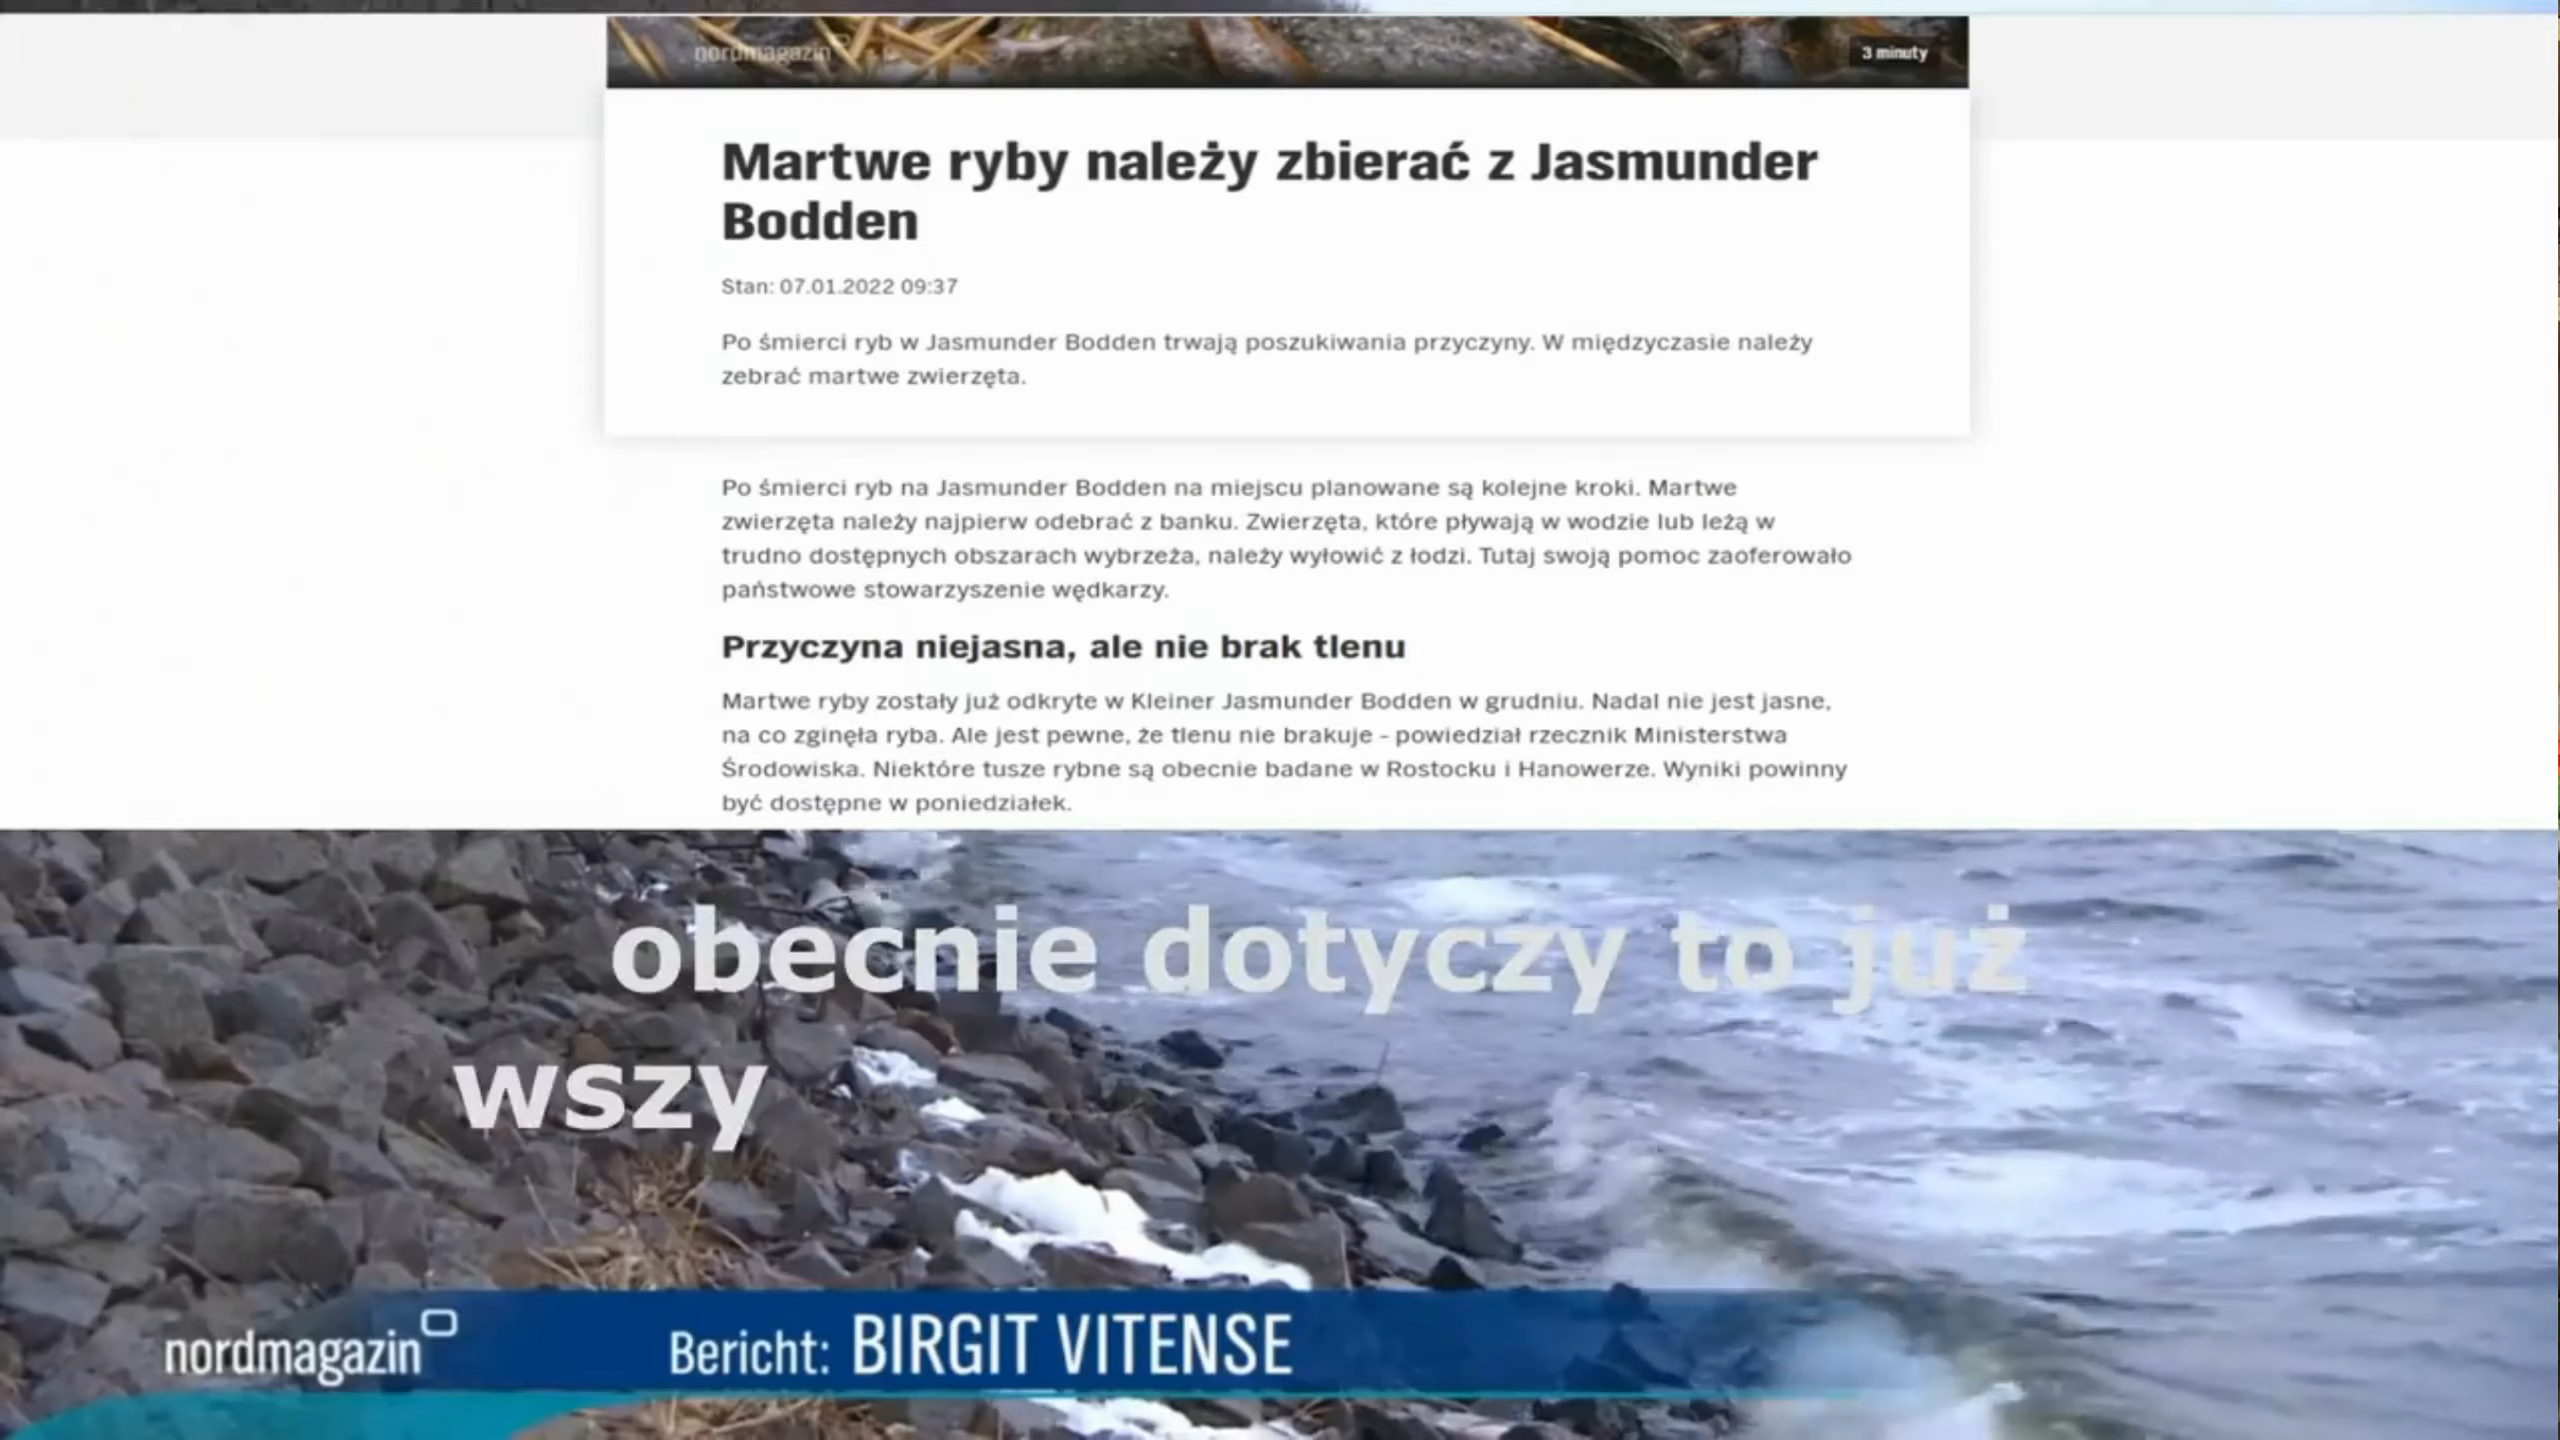 nordmagazin
3 minuty
Martwe ryby należy zbierać z Jasmunder
Bodden
Stan: 07.01.2022 09:37
Po śmierci ryb w Jasmunder Bodden trwają poszukiwania przyczyny. W międzyczasie należy
zebrać martwe zwierzęta.
Po śmierci ryb na Jasmunder Bodden na miejscu planowane są kolejne kroki. Martwe
zwierzęta należy najpierw odebrać z banku. Zwierzęta, które pływają w wodzie lub leżą w
trudno dostępnych obszarach wybrzeża, należy wyłowić z łodzi. Tutaj swoją pomoc zaoferowało
państwowe stowarzyszenie wędkarzy.
Przyczyna niejasna, ale nie brak tlenu
Martwe ryby zostały już odkryte w Kleiner Jasmunder Bodden w grudniu. Nadal nie jest jasne,
na co zginęła ryba. Ale jest pewne, że tlenu nie brakuje - powiedział rzecznik Ministerstwa
Środowiska. Niektóre tusze rybne są obecnie badane w Rostocku i Hanowerze. Wyniki powinny
być dostępne w poniedziałek.
obecnie dotyczy to już
wszy
nordmagazin
Bericht: BIRGIT VITENSE